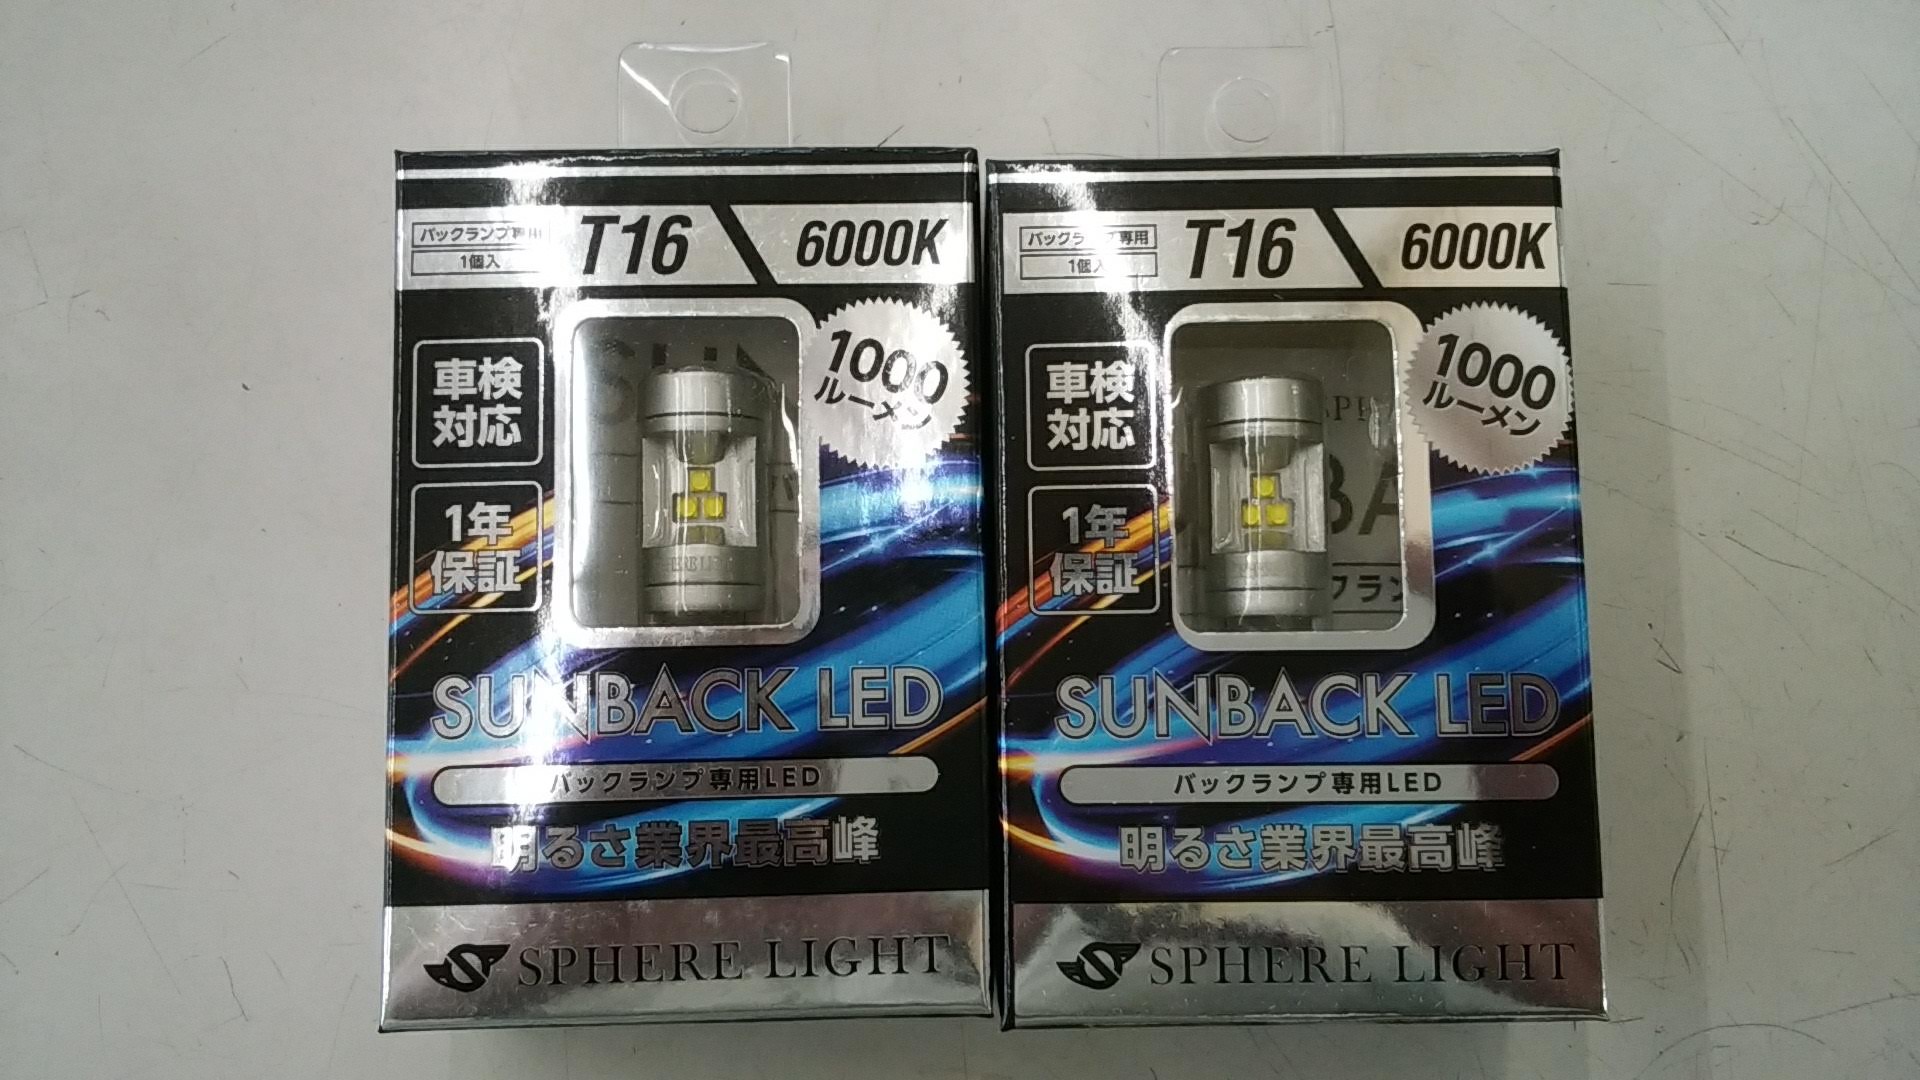 バックランプ専用
1個入
T16
6000K
1000
ルーメン
車検
対応
1年
保証
SUNBACK LED
バックランプ専用LED
明るさ業界最高峰
SPHERE LIGHT
バックランプ専用
1個入
T16
6000K
1000
ルーメン
車検
対応
1年
保証
SUNBACK LED
バックランプ専用LED
明るさ業界最高峰
SPHERE LIGHT